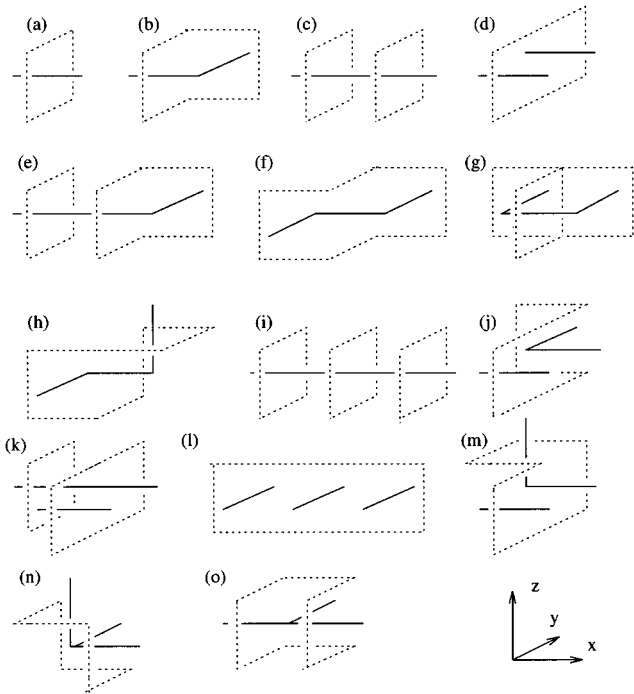 (a) (b) (c) (d)
(e) (f) (g)
(h) (i) (j)
(k) (l) (m)
(n) (o)
z
y
x